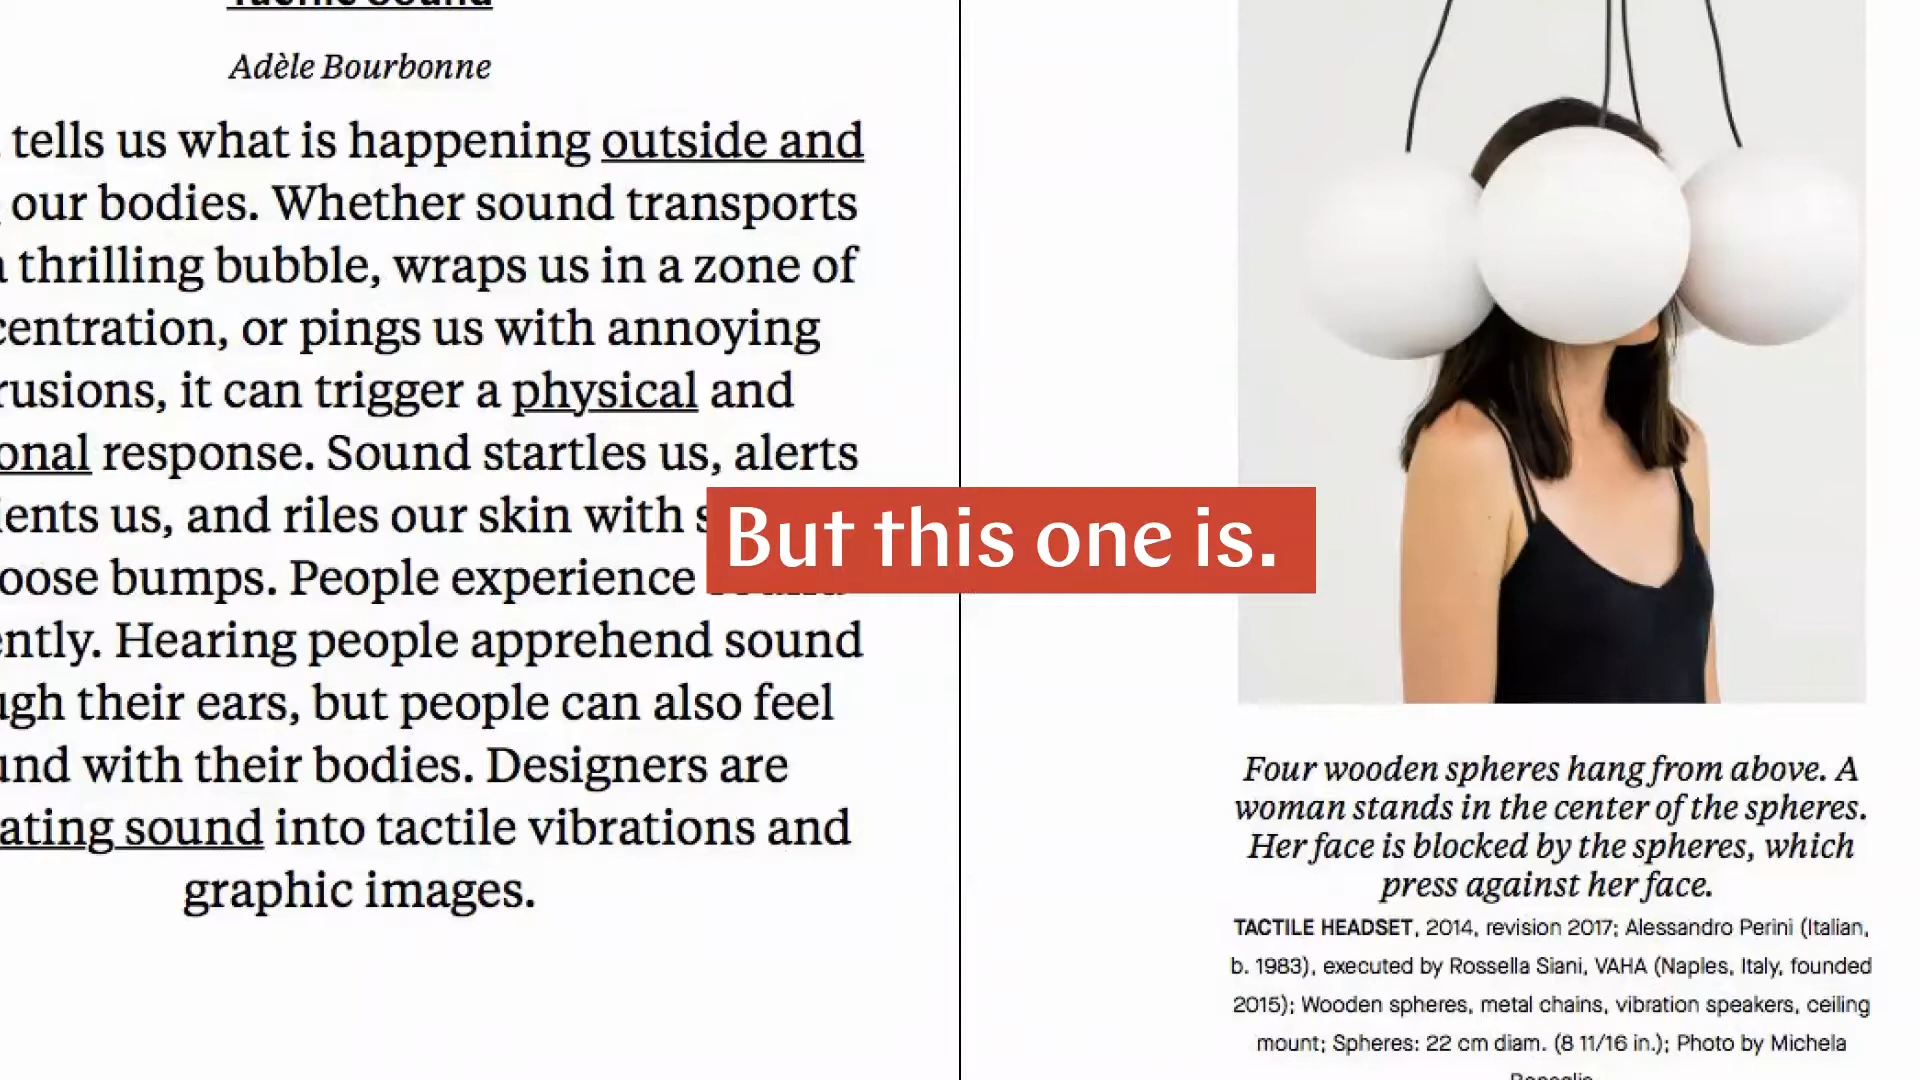 Tactile Sound
Adèle Bourbonne
tells us what is happening outside and
our bodies. Whether sound transports
thrilling bubble, wraps us in a zone of
centration, or pings us with annoying
rusions, it can trigger a physical and
onal response. Sound startles us, alerts
ients us, and riles our skin with s
oose bumps. People experience
ently. Hearing people apprehend sound
ugh their ears, but people can also feel
und with their bodies. Designers are
ating sound into tactile vibrations and
graphic images.
But this one is.
Four wooden spheres hang from above. A
woman stands in the center of the spheres.
Her face is blocked by the spheres, which
press against her face.
TACTILE HEADSET, 2014, revision 2017; Alessandro Perini (Italian,
b. 1983), executed by Rossella Siani, VAHA (Naples, Italy, founded
2015); Wooden spheres, metal chains, vibration speakers, ceiling
mount; Spheres: 22 cm diam. (8 11/16 in.); Photo by Michela